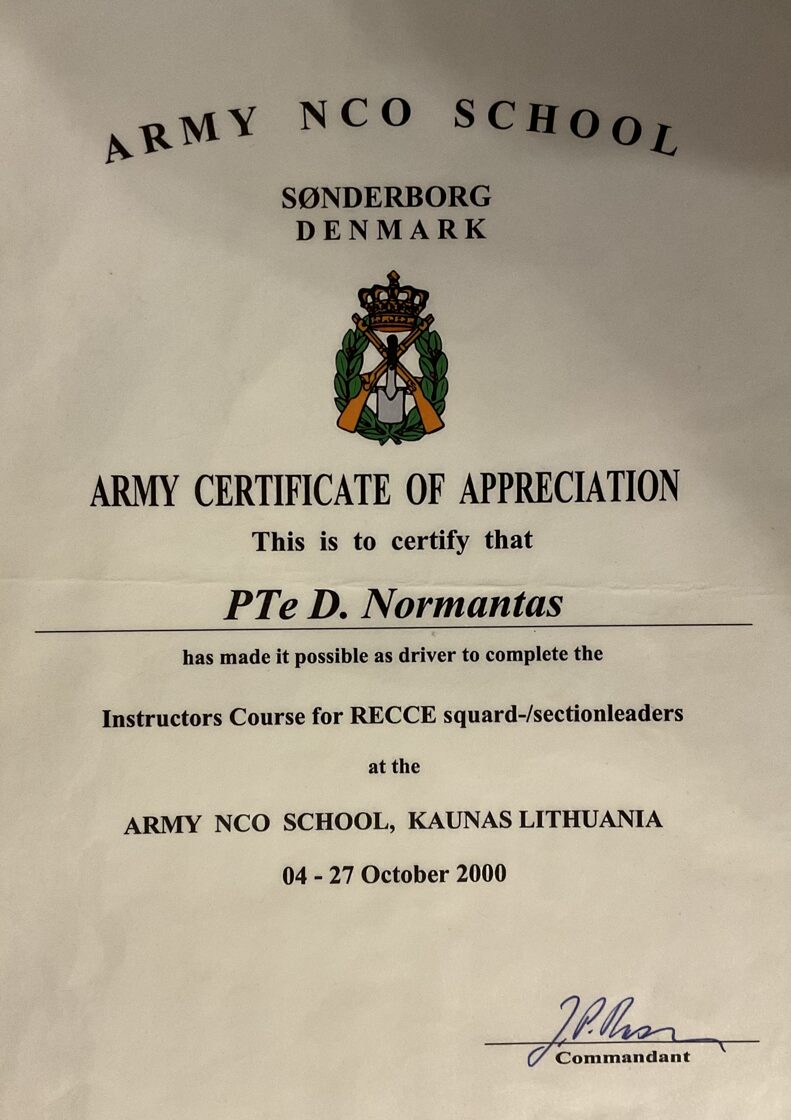 ARMY NCO SCHOOL
SØNDERBORG
DENMARK
ARMY CERTIFICATE OF APPRECIATION
This is to certify that
PTe D. Normantas
has made it possible as driver to complete the
Instructors Course for RECCE squard-/sectionleaders
at the
ARMY NCO SCHOOL, KAUNAS LITHUANIA
04 - 27 October 2000
Commandant